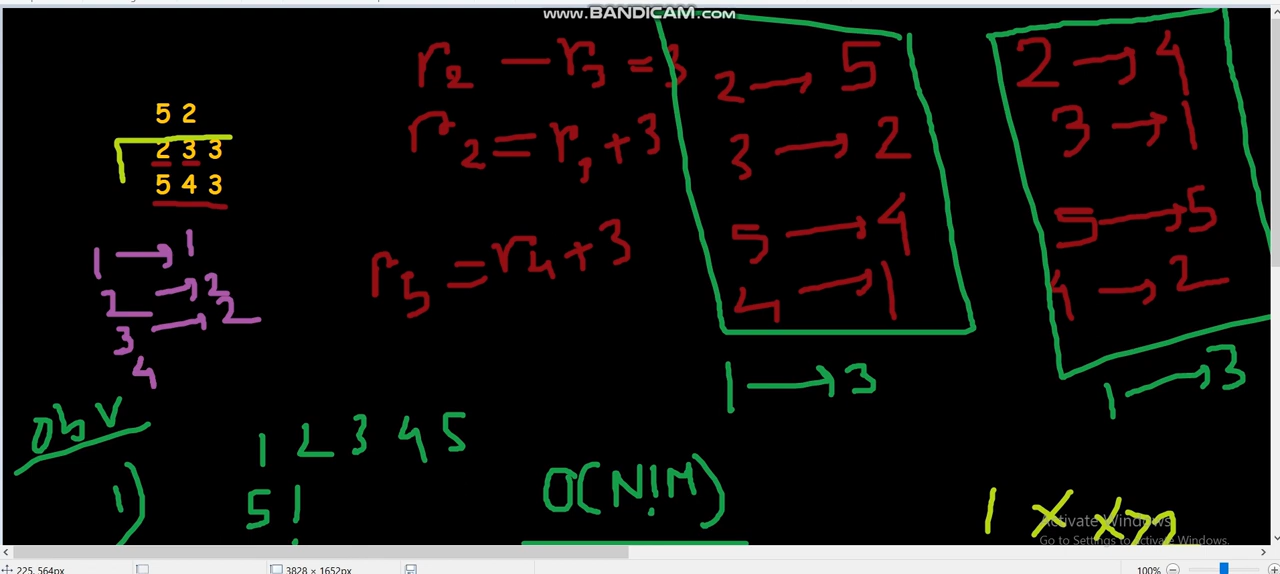 www.BANDICAM.com
5 2
2 3 3
5 4 3
1 → 1
2 → 2
3 → 2
4
r2 — r3 = 3
r2 = r3 + 3
r5 = r4 + 3
2 → 5
3 → 2
5 → 4
4 → 1
1 → 3
2 → 4
3 → 1
5 → 5
4 → 2
1 → 3
Obv
1 2 3 4 5
1) 5!
O(N!M)
1 X X
Activate Windows
Go to Settings to Activate Windows.
225, 564px
3828 × 1652px
100%